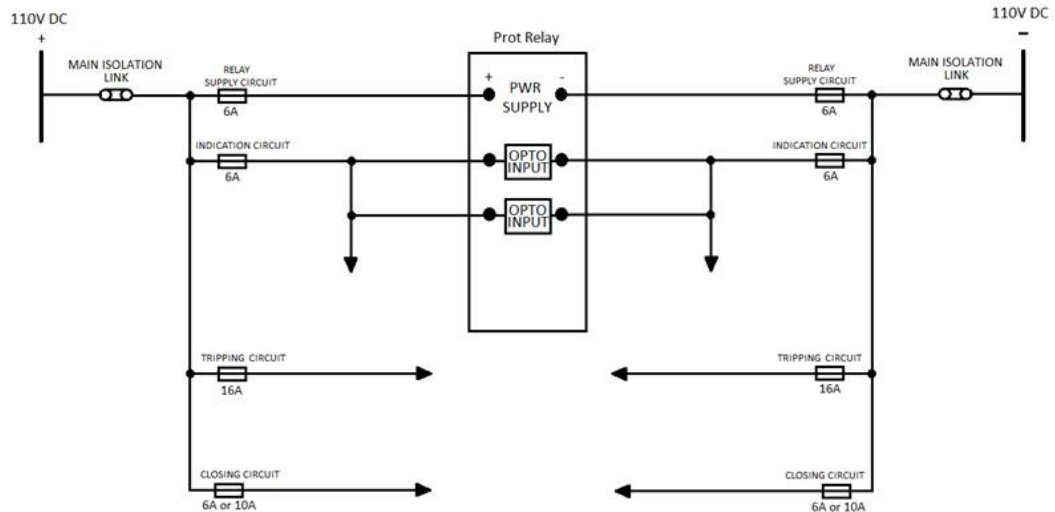 110V DC
+
110V DC
–
Prot Relay
MAIN ISOLATION
LINK
RELAY
SUPPLY CIRCUIT
6A
+
-
PWR
SUPPLY
RELAY
SUPPLY CIRCUIT
6A
MAIN ISOLATION
LINK
INDICATION CIRCUIT
6A
OPTO
INPUT
INDICATION CIRCUIT
6A
OPTO
INPUT
TRIPPING CIRCUIT
16A
TRIPPING CIRCUIT
16A
CLOSING CIRCUIT
6A or 10A
CLOSING CIRCUIT
6A or 10A